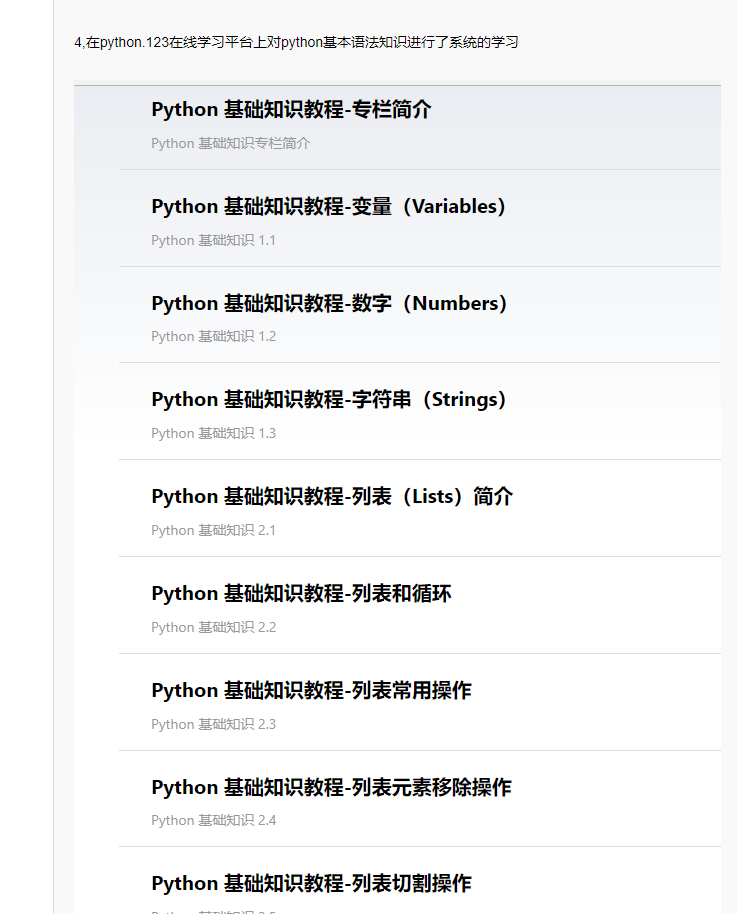 4,在python.123在线学习平台上对python基本语法知识进行了系统的学习
Python 基础知识教程-专栏简介
Python 基础知识专栏简介
Python 基础知识教程-变量（Variables）
Python 基础知识 1.1
Python 基础知识教程-数字（Numbers）
Python 基础知识 1.2
Python 基础知识教程-字符串（Strings）
Python 基础知识 1.3
Python 基础知识教程-列表（Lists）简介
Python 基础知识 2.1
Python 基础知识教程-列表和循环
Python 基础知识 2.2
Python 基础知识教程-列表常用操作
Python 基础知识 2.3
Python 基础知识教程-列表元素移除操作
Python 基础知识 2.4
Python 基础知识教程-列表切割操作